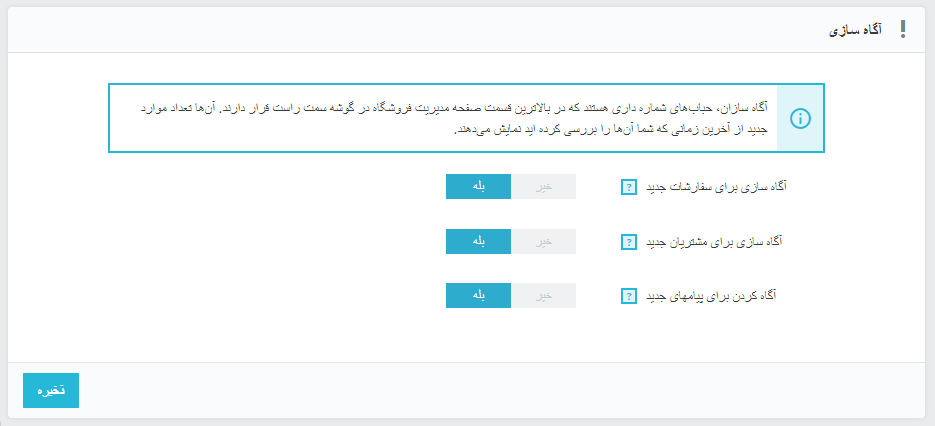 آگاه سازی
آگاه سازان، حباب‌های شماره داری هستند که در بالاترین قسمت صفحه مدیریت فروشگاه در گوشه سمت راست قرار دارند. آن‌ها تعداد موارد
جدید از آخرین زمانی که شما آن‌ها را بررسی کرده اید نمایش می‌دهند.
آگاه سازی برای سفارشات جدید ? خیر بله
آگاه سازی برای مشتریان جدید ? خیر بله
آگاه کردن برای پیامهای جدید ? خیر بله
ذخیره